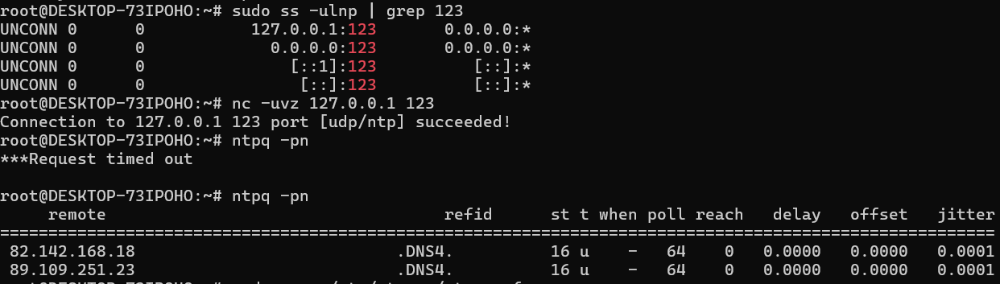 root@DESKTOP-73IPOHO:~# sudo ss -ulnp | grep 123
UNCONN 0      0            127.0.0.1:123       0.0.0.0:*
UNCONN 0      0              0.0.0.0:123       0.0.0.0:*
UNCONN 0      0                [::1]:123          [::]:*
UNCONN 0      0                 [::]:123          [::]:*
root@DESKTOP-73IPOHO:~# nc -uvz 127.0.0.1 123
Connection to 127.0.0.1 123 port [udp/ntp] succeeded!
root@DESKTOP-73IPOHO:~# ntpq -pn
***Request timed out
root@DESKTOP-73IPOHO:~# ntpq -pn
     remote                                   refid      st t when poll reach   delay   offset   jitter
=======================================================================================================
 82.142.168.18                           .DNS4.          16 u    -   64    0   0.0000   0.0000   0.0001
 89.109.251.23                           .DNS4.          16 u    -   64    0   0.0000   0.0000   0.0001